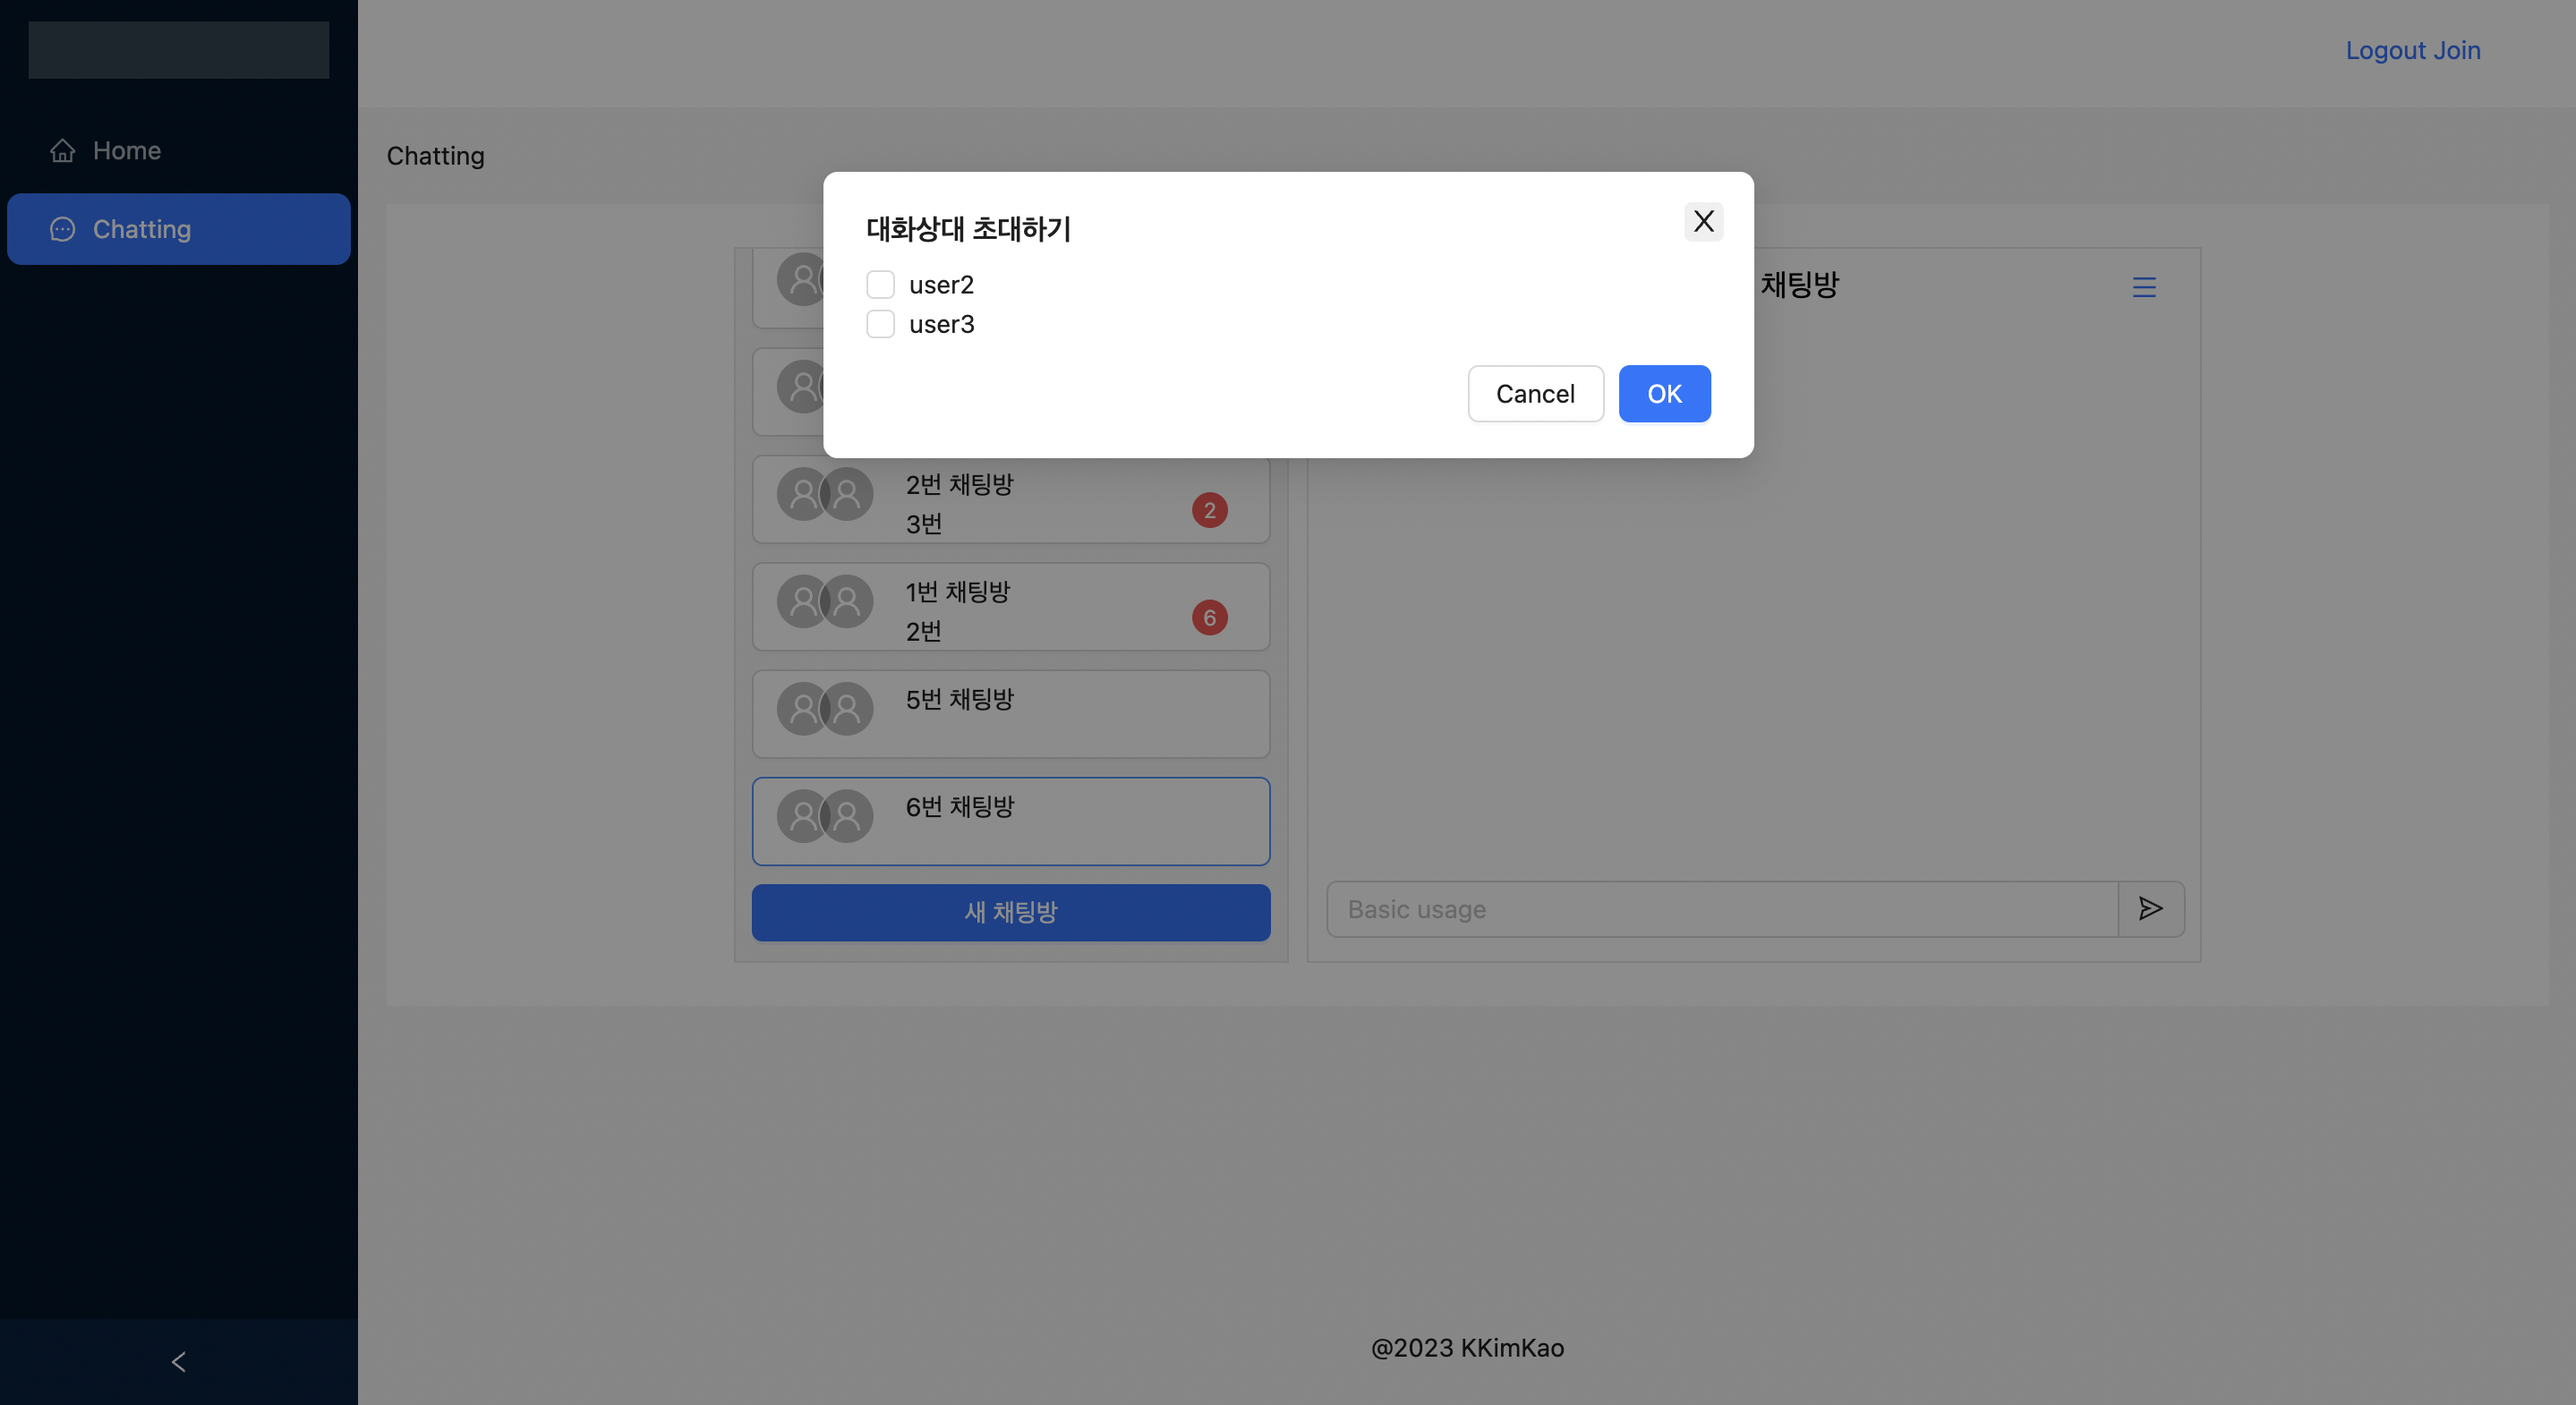 Logout Join
Home
Chatting
Chatting
대화상대 초대하기
user2
user3
Cancel
OK
채팅방
2번 채팅방
3번
2
1번 채팅방
2번
6
5번 채팅방
6번 채팅방
새 채팅방
Basic usage
@2023 KKimKao